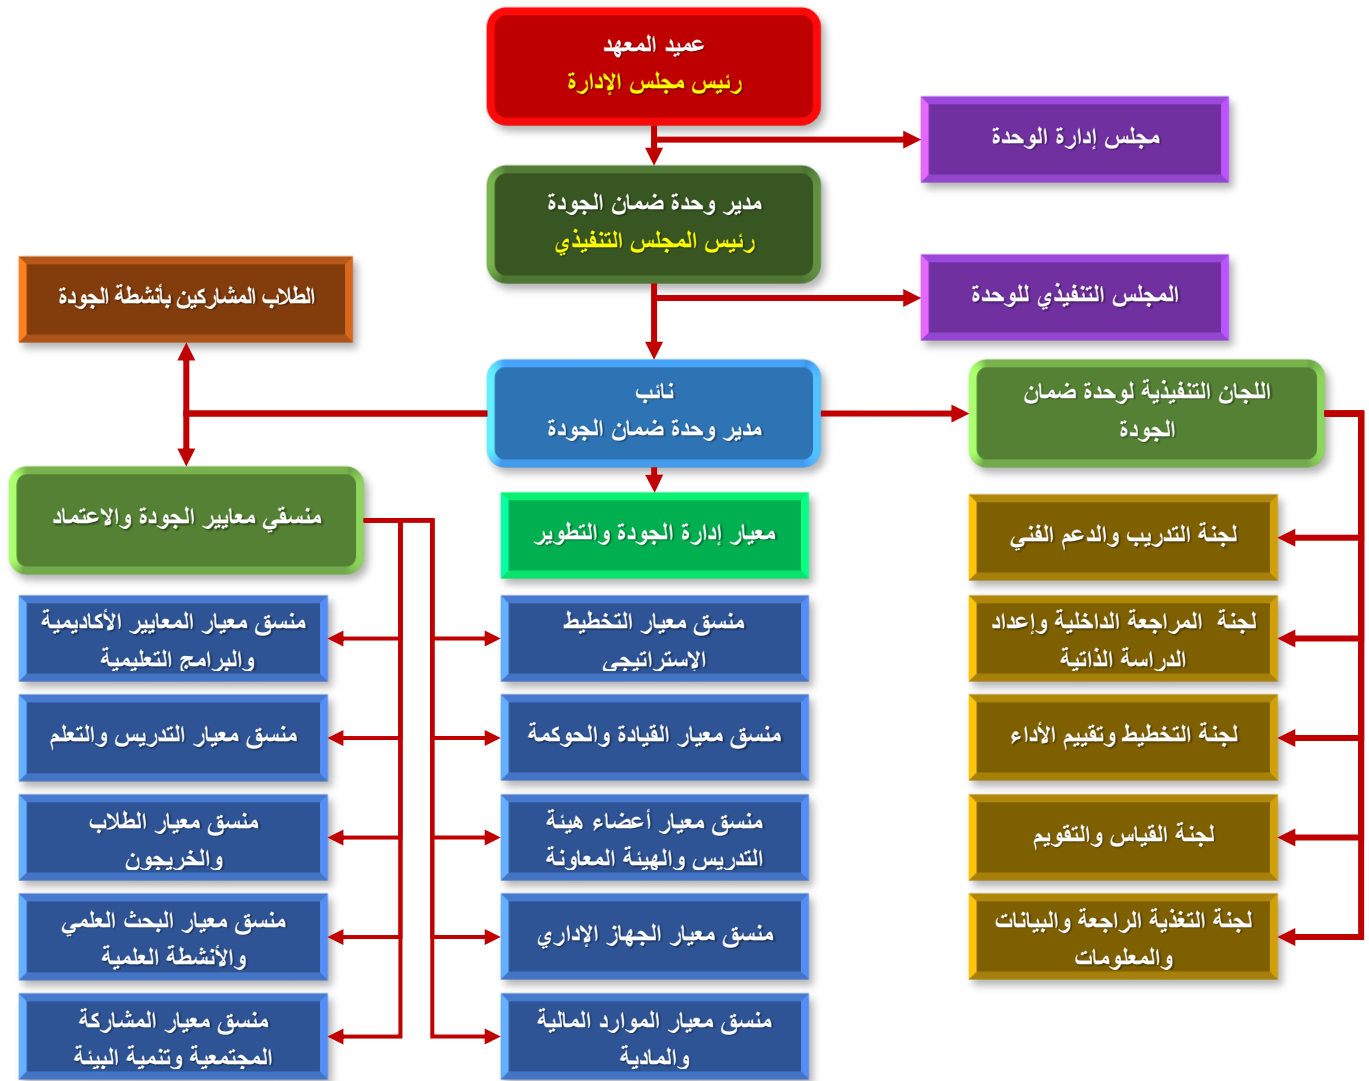 عميد المعهد
رئيس مجلس الإدارة
مجلس إدارة الوحدة
مدير وحدة ضمان الجودة
رئيس المجلس التنفيذي
المجلس التنفيذي للوحدة
الطلاب المشاركين بأنشطة الجودة
اللجان التنفيذية لوحدة ضمان
الجودة
نائب
مدير وحدة ضمان الجودة
منسقي معايير الجودة والاعتماد
لجنة التدريب والدعم الفني
لجنة المراجعة الداخلية وإعداد
الدراسة الذاتية
لجنة التخطيط وتقييم الأداء
لجنة القياس والتقويم
لجنة التغذية الراجعة والبيانات
والمعلومات
معيار إدارة الجودة والتطوير
منسق معيار التخطيط
الإستراتيجي
منسق معيار القيادة والحوكمة
منسق معيار أعضاء هيئة
التدريس والهيئة المعاونة
منسق معيار الجهاز الإداري
منسق معيار الموارد المالية
والمادية
منسق معيار المعايير الأكاديمية
والبرامج التعليمية
منسق معيار التدريس والتعلم
منسق معيار الطلاب
والخريجون
منسق معيار البحث العلمي
والأنشطة العلمية
منسق معيار المشاركة
المجتمعية وتنمية البيئة